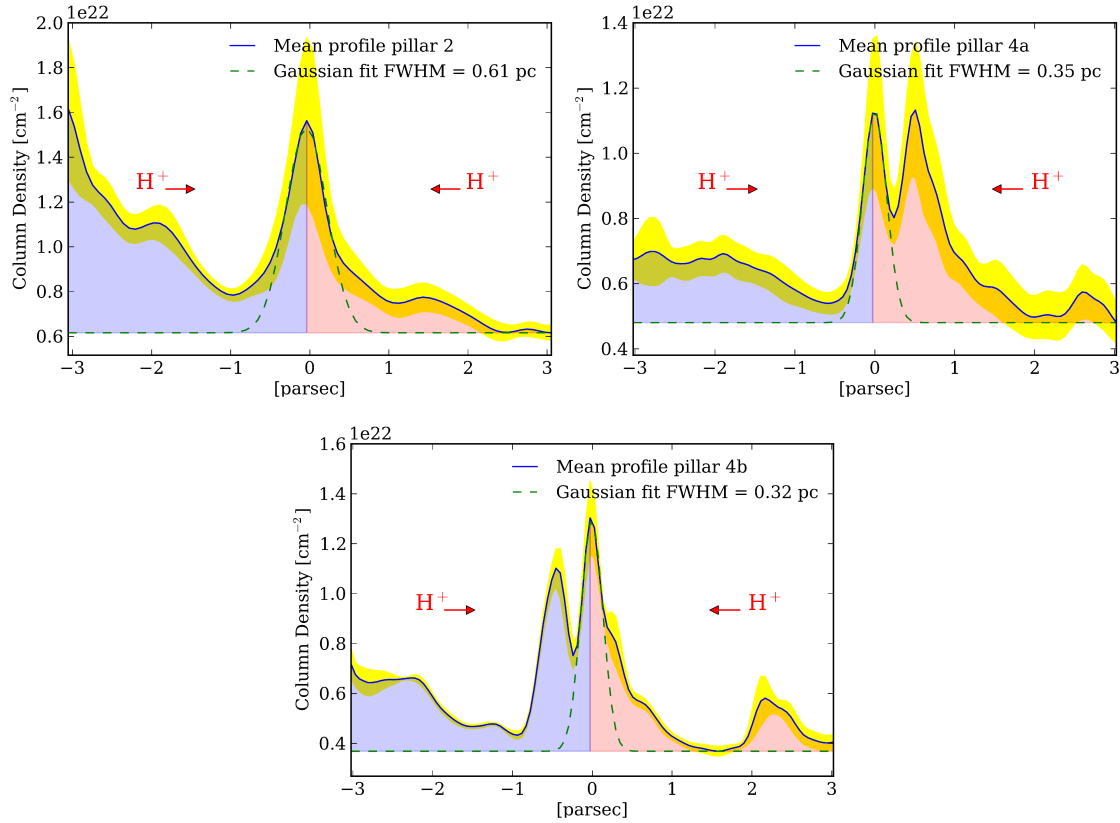 1e22
2.0
1.8
1.6
1.4
1.2
1.0
0.8
0.6
Column Density [cm⁻²]
Mean profile pillar 2
Gaussian fit FWHM = 0.61 pc
H⁺
H⁺
−3 −2 −1 0 1 2 3
[parsec]
1e22
1.4
1.2
1.0
0.8
0.6
0.4
Column Density [cm⁻²]
Mean profile pillar 4a
Gaussian fit FWHM = 0.35 pc
H⁺
H⁺
−3 −2 −1 0 1 2 3
[parsec]
1e22
1.6
1.4
1.2
1.0
0.8
0.6
0.4
Column Density [cm⁻²]
Mean profile pillar 4b
Gaussian fit FWHM = 0.32 pc
H⁺
H⁺
−3 −2 −1 0 1 2 3
[parsec]